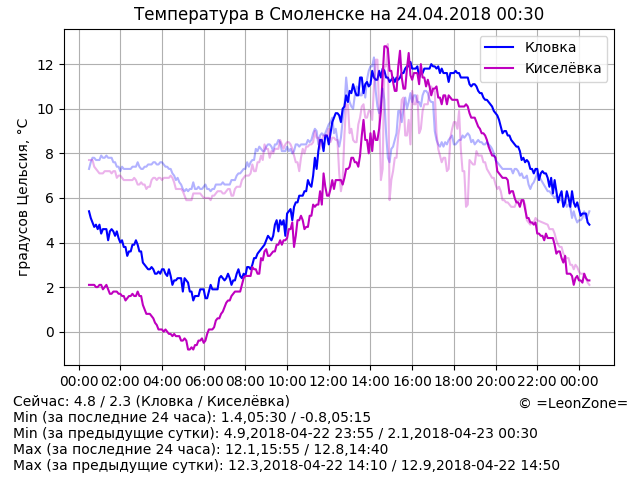 Температура в Смоленске на 24.04.2018 00:30
Кловка
Киселёвка
градусов Цельсия, °C
12
10
8
6
4
2
0
00:00 02:00 04:00 06:00 08:00 10:00 12:00 14:00 16:00 18:00 20:00 22:00 00:00
Сейчас: 4.8 / 2.3 (Кловка / Киселёвка)
© =LeonZone=
Min (за последние 24 часа): 1.4,05:30 / -0.8,05:15
Min (за предыдущие сутки): 4.9,2018-04-22 23:55 / 2.1,2018-04-23 00:30
Max (за последние 24 часа): 12.1,15:55 / 12.8,14:40
Max (за предыдущие сутки): 12.3,2018-04-22 14:10 / 12.9,2018-04-22 14:50